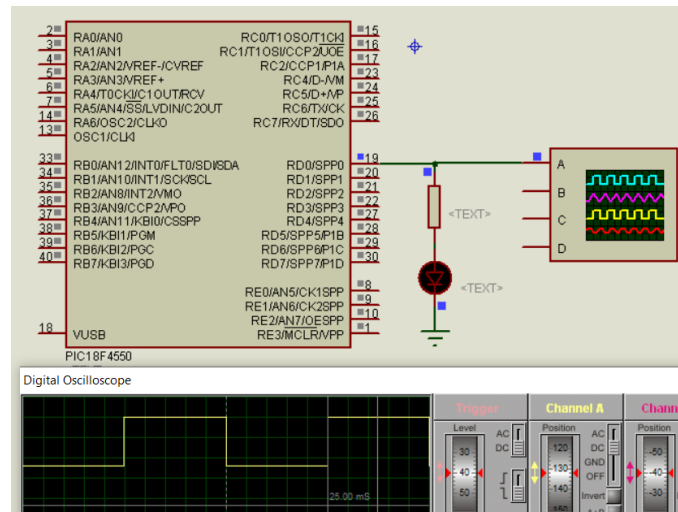 2 RA0/AN0 RC0/T1OSO/T1CKI 15
3 RA1/AN1 RC1/T1OSI/CCP2/UOE 16
4 RA2/AN2/VREF-/CVREF RC2/CCP1/P1A 17
5 RA3/AN3/VREF+ RC4/D-/VM 23
6 RA4/T0CKI/C1OUT/RCV RC5/D+/VP 24
7 RA5/AN4/SS/LVDIN/C2OUT RC6/TX/CK 25
14 RA6/OSC2/CLKO RC7/RX/DT/SDO 26
13 OSC1/CLKI
33 RB0/AN12/INT0/FLT0/SDI/SDA RD0/SPP0 19 A
34 RB1/AN10/INT1/SCK/SCL RD1/SPP1 20
35 RB2/AN8/INT2/VMO RD2/SPP2 21 B
36 RB3/AN9/CCP2/VPO RD3/SPP3 22
37 RB4/AN11/KBI0/CSSPP RD4/SPP4 27 <TEXT> C
38 RB5/KBI1/PGM RD5/SPP5/P1B 28
39 RB6/KBI2/PGC RD6/SPP6/P1C 29 D
40 RB7/KBI3/PGD RD7/SPP7/P1D 30
RE0/AN5/CK1SPP 8 <TEXT>
RE1/AN6/CK2SPP 9
RE2/AN7/OESPP 10
18 VUSB RE3/MCLR/VPP 1
PIC18F4550
Digital Oscilloscope
Trigger Channel A Chann
Level AC Position AC Position
30 DC 120 DC -50
40 130 GND -40
OFF
50 140 Invert -30
25.00 mS